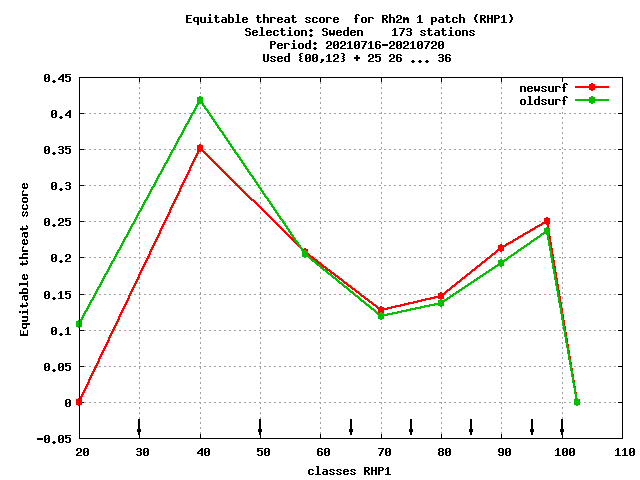 Equitable threat score  for Rh2m 1 patch (RHP1)
Selection: Sweden    173 stations
Period: 20210716-20210720
Used {00,12} + 25 26 ... 36
newsurf
oldsurf
0.45
0.4
0.35
0.3
0.25
0.2
0.15
0.1
0.05
0
-0.05
Equitable threat score
20 30 40 50 60 70 80 90 100 110
classes RHP1